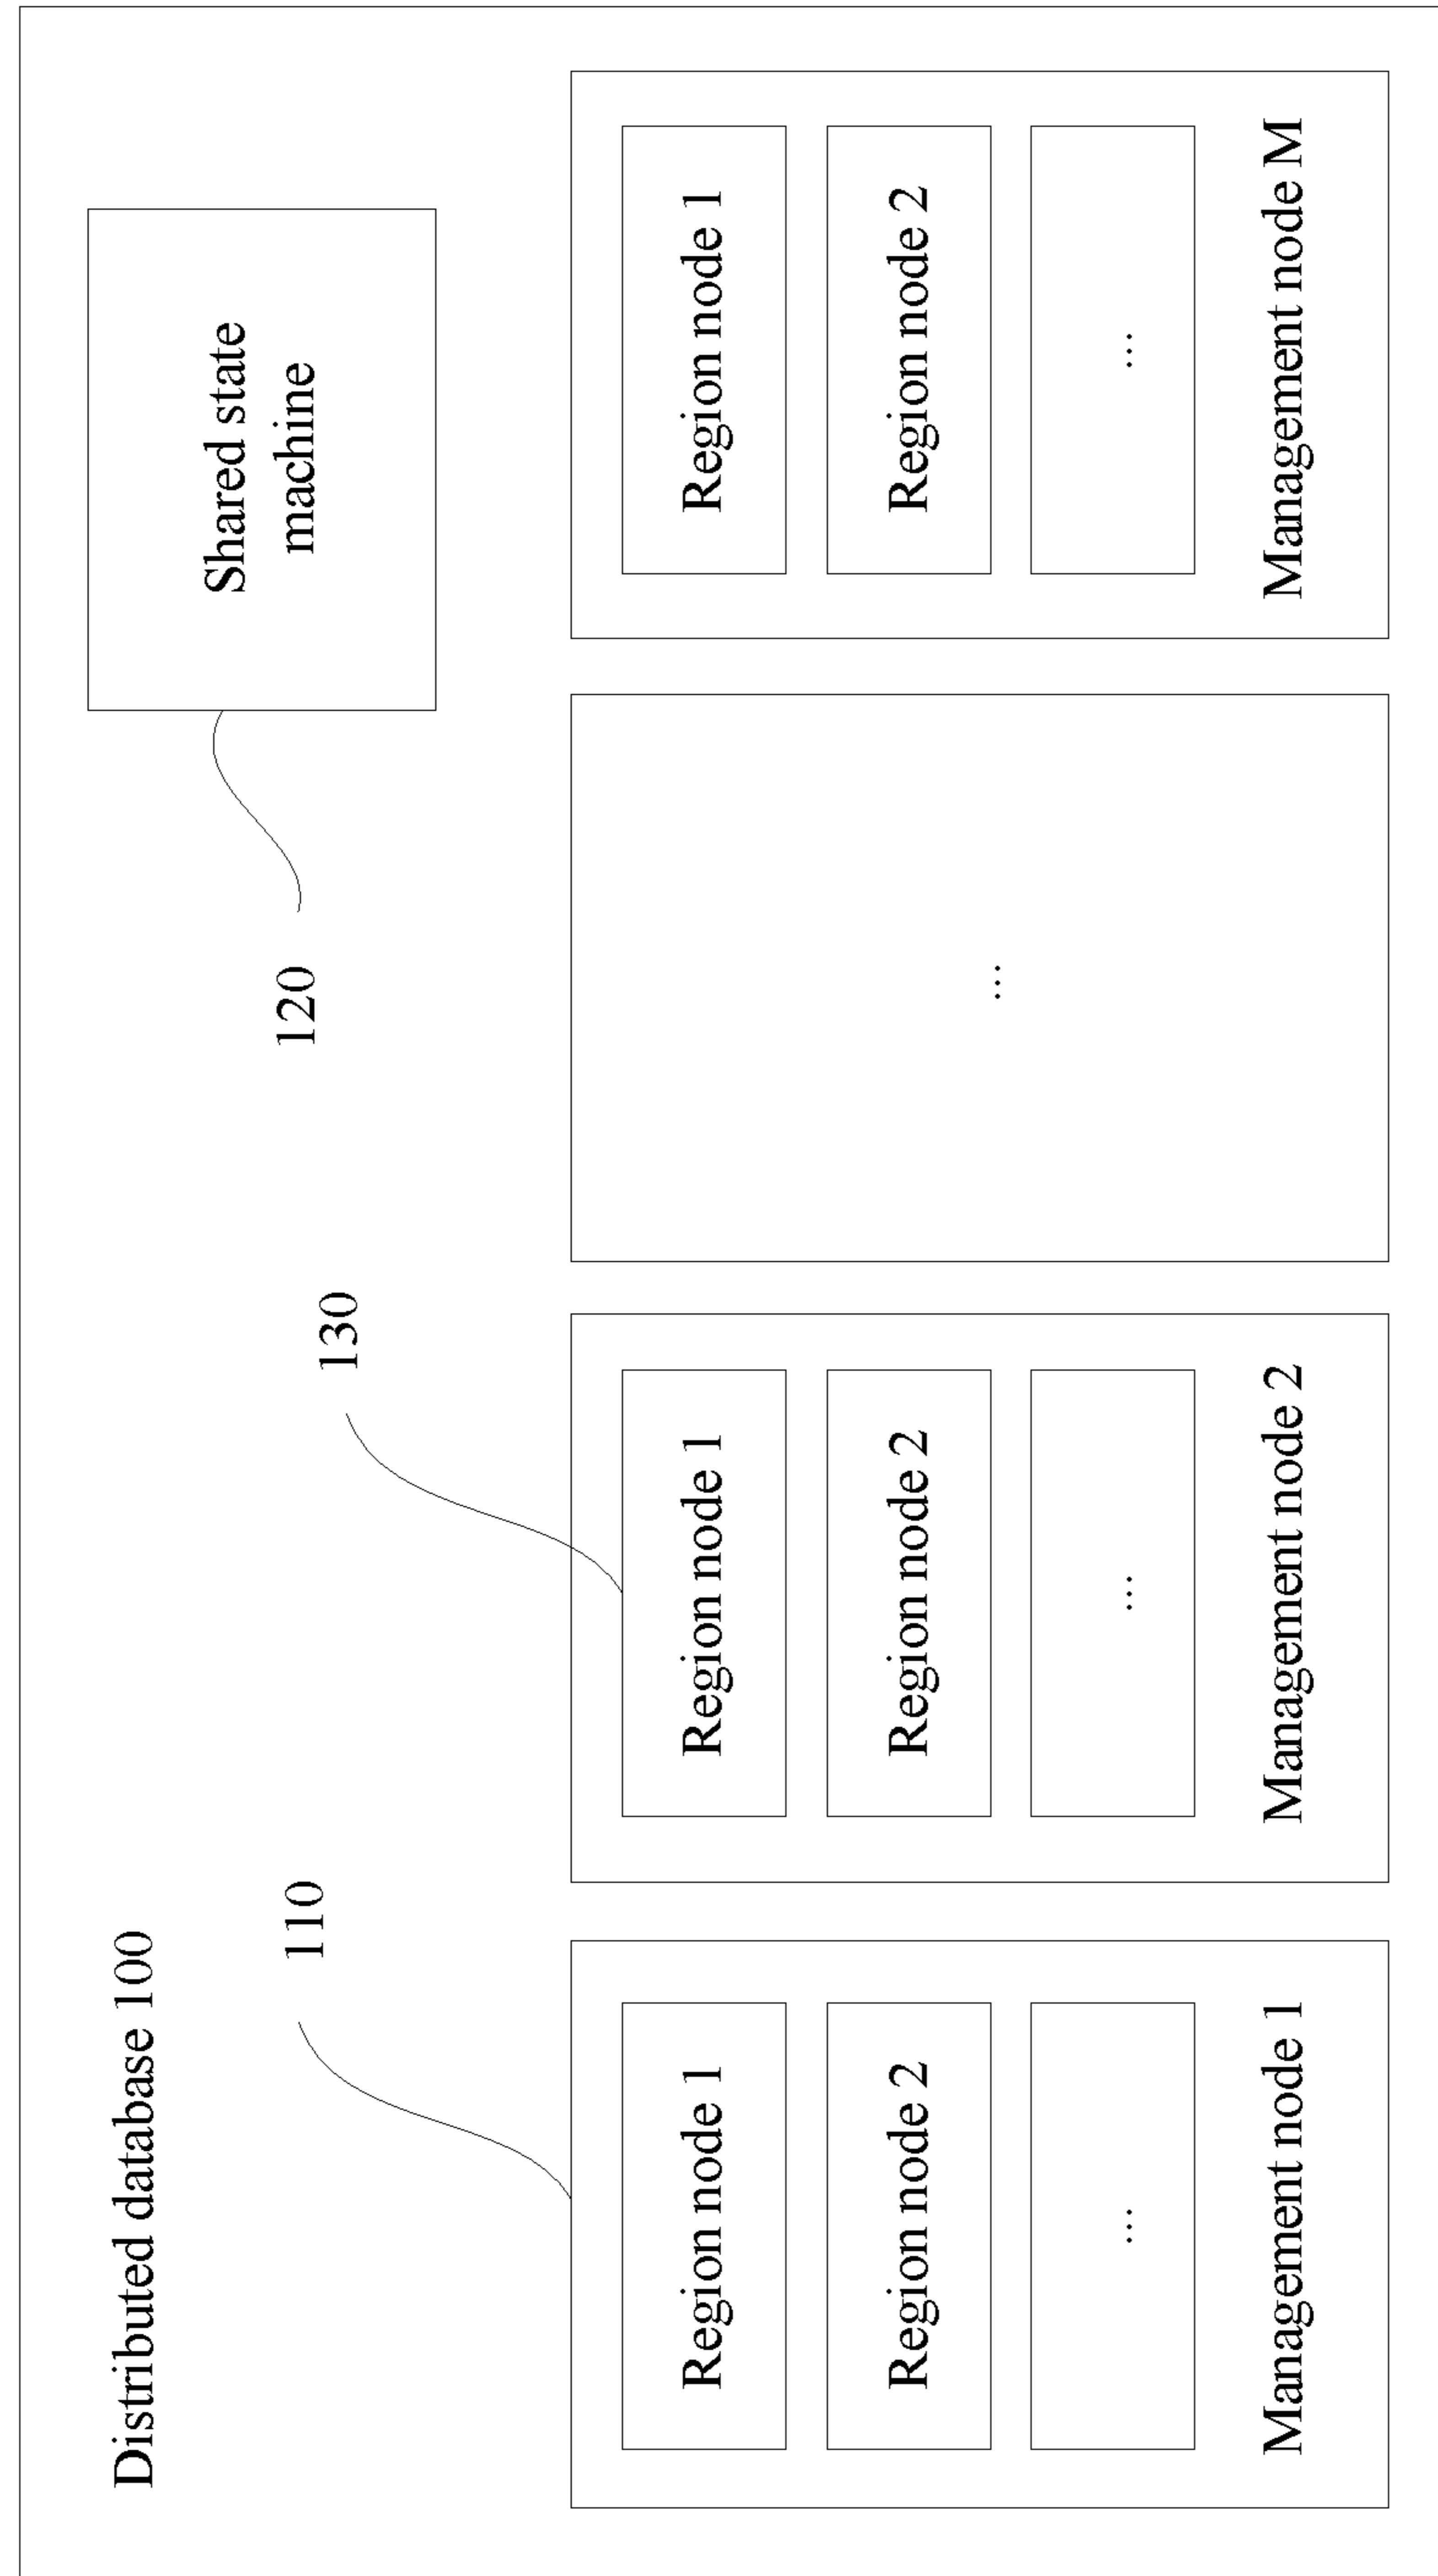 Distributed database 100
Shared state
machine
120
110
130
Region node 1
Region node 2
...
Management node 1
Region node 1
Region node 2
...
Management node 2
...
Region node 1
Region node 2
...
Management node M